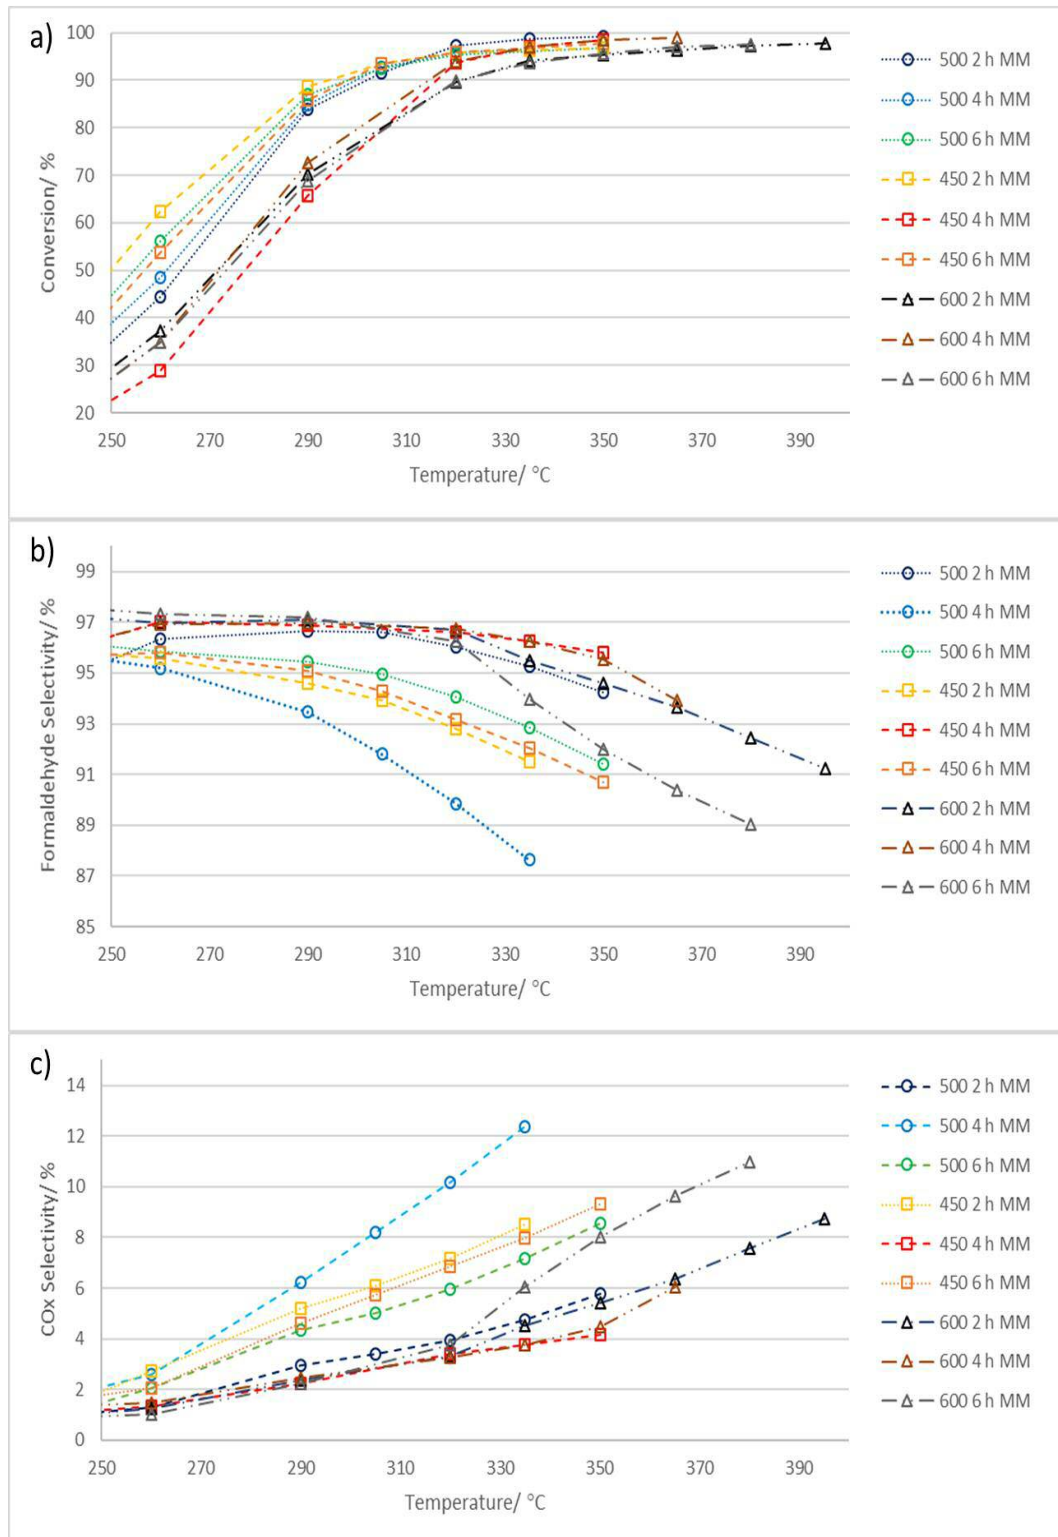 a)
100
90
80
70
60
50
40
30
20
Conversion/ %
250 270 290 310 330 350 370 390
Temperature/ °C
500 2 h MM
500 4 h MM
500 6 h MM
450 2 h MM
450 4 h MM
450 6 h MM
600 2 h MM
600 4 h MM
600 6 h MM
b)
99
97
95
93
91
89
87
85
Formaldehyde Selectivity/ %
250 270 290 310 330 350 370 390
Temperature/ °C
500 2 h MM
500 4 h MM
500 6 h MM
450 2 h MM
450 4 h MM
450 6 h MM
600 2 h MM
600 4 h MM
600 6 h MM
c)
14
12
10
8
6
4
2
0
COx Selectivity/ %
250 270 290 310 330 350 370 390
Temperature/ °C
500 2 h MM
500 4 h MM
500 6 h MM
450 2 h MM
450 4 h MM
450 6 h MM
600 2 h MM
600 4 h MM
600 6 h MM